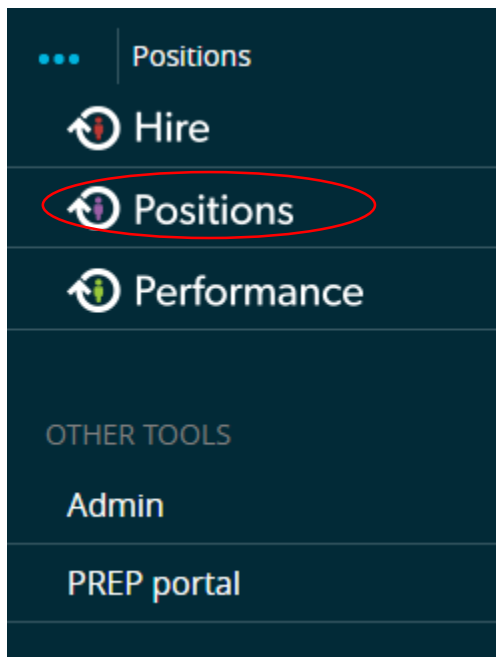 Positions
Hire
Positions
Performance
OTHER TOOLS
Admin
PREP portal